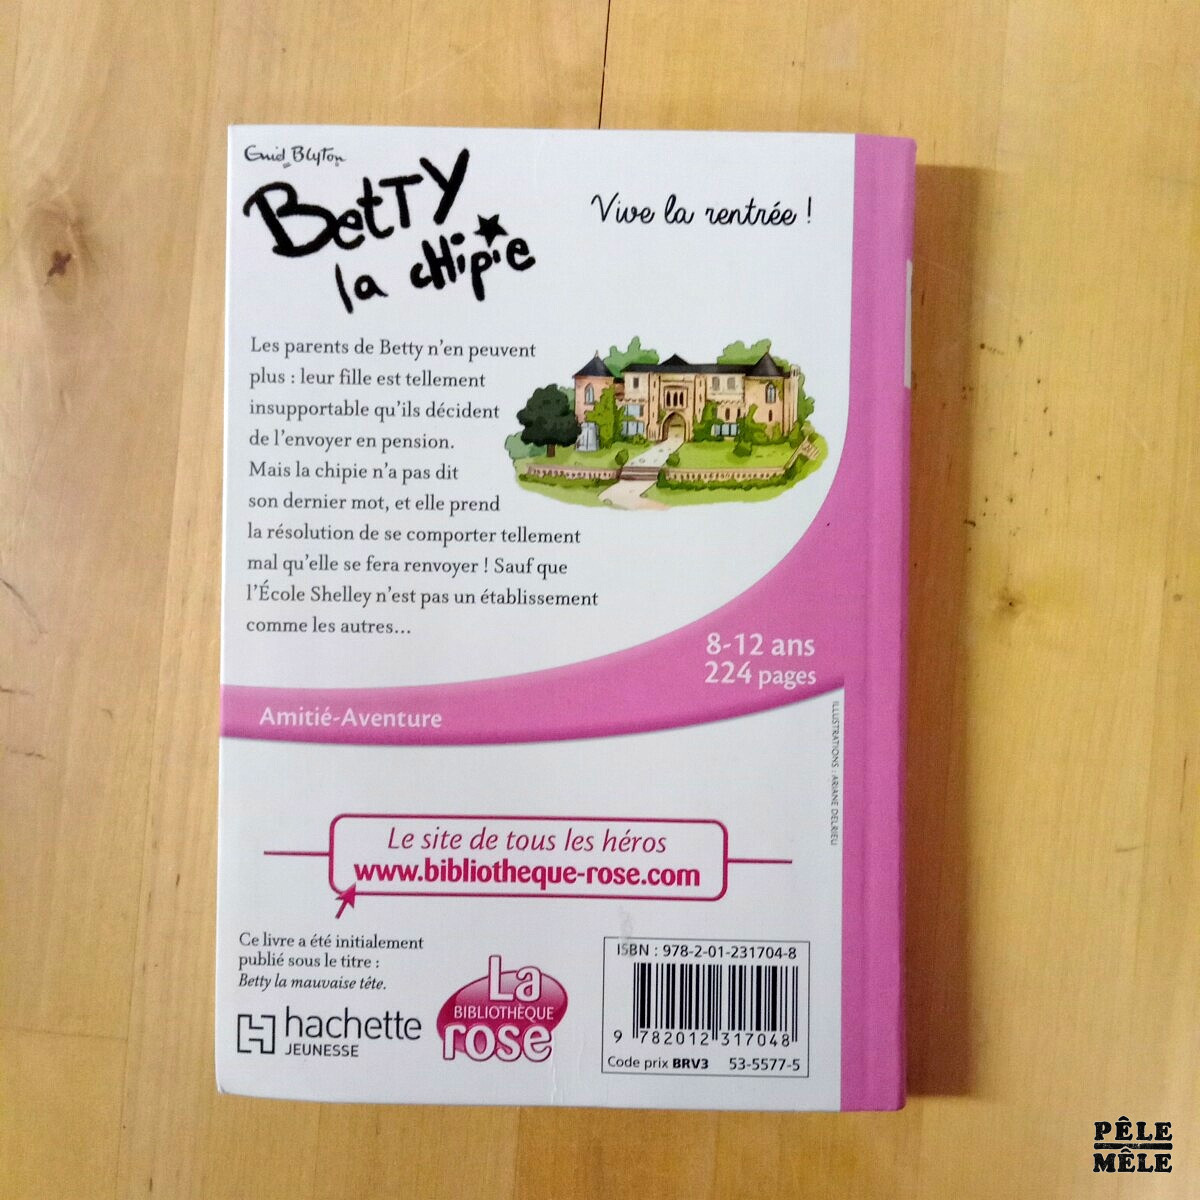 Enid Blyton
BetTY
la cHipie
Vive la rentrée !
Les parents de Betty n'en peuvent
plus : leur fille est tellement
insupportable qu'ils décident
de l'envoyer en pension.
Mais la chipie n'a pas dit
son dernier mot, et elle prend
la résolution de se comporter tellement
mal qu'elle se fera renvoyer ! Sauf que
l'École Shelley n'est pas un établissement
comme les autres...
8-12 ans
224 pages
Amitié-Aventure
ILLUSTRATIONS : ARIANE DELRIEU
Le site de tous les héros
www.bibliotheque-rose.com
Ce livre a été initialement
publié sous le titre :
Betty la mauvaise tête.
hachette
JEUNESSE
La
BIBLIOTHÈQUE
rose
ISBN : 978-2-01-231704-8
9 782012 317048
Code prix BRV3 53-5577-5
PÊLE
MÊLE